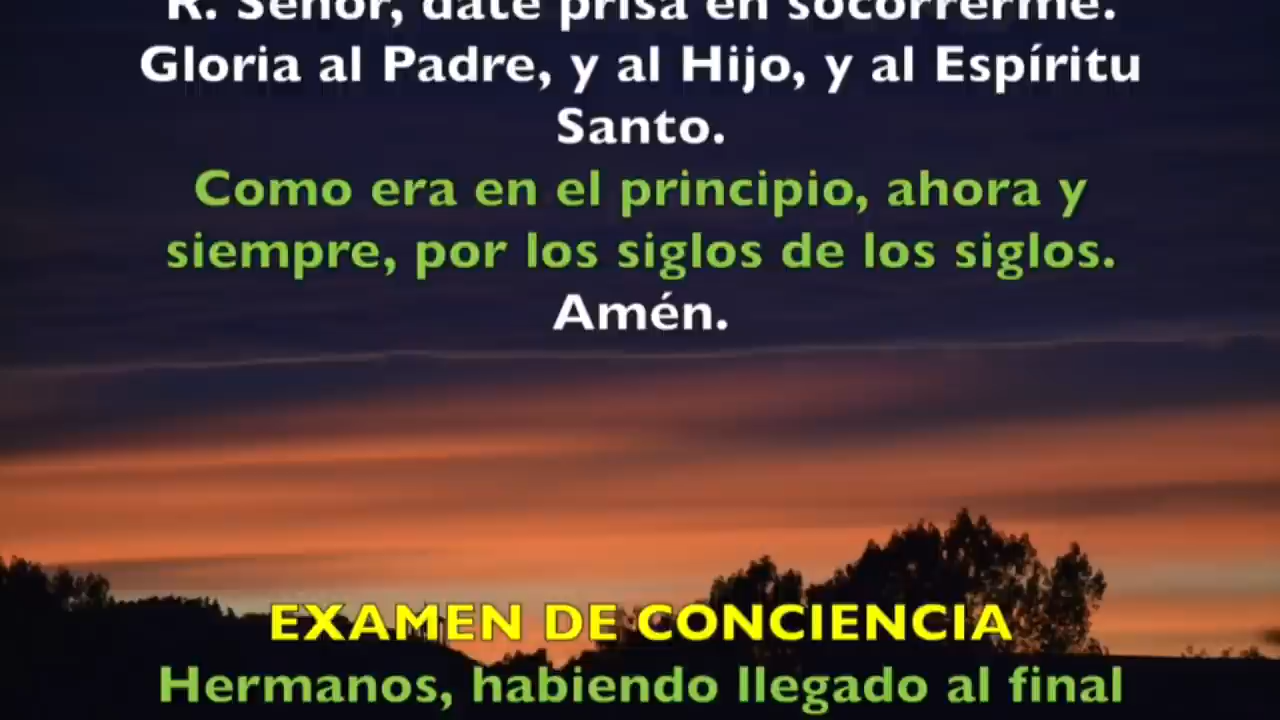 R. Señor, date prisa en socorrerme.
Gloria al Padre, y al Hijo, y al Espíritu
Santo.
Como era en el principio, ahora y
siempre, por los siglos de los siglos.
Amén.
EXAMEN DE CONCIENCIA
Hermanos, habiendo llegado al final